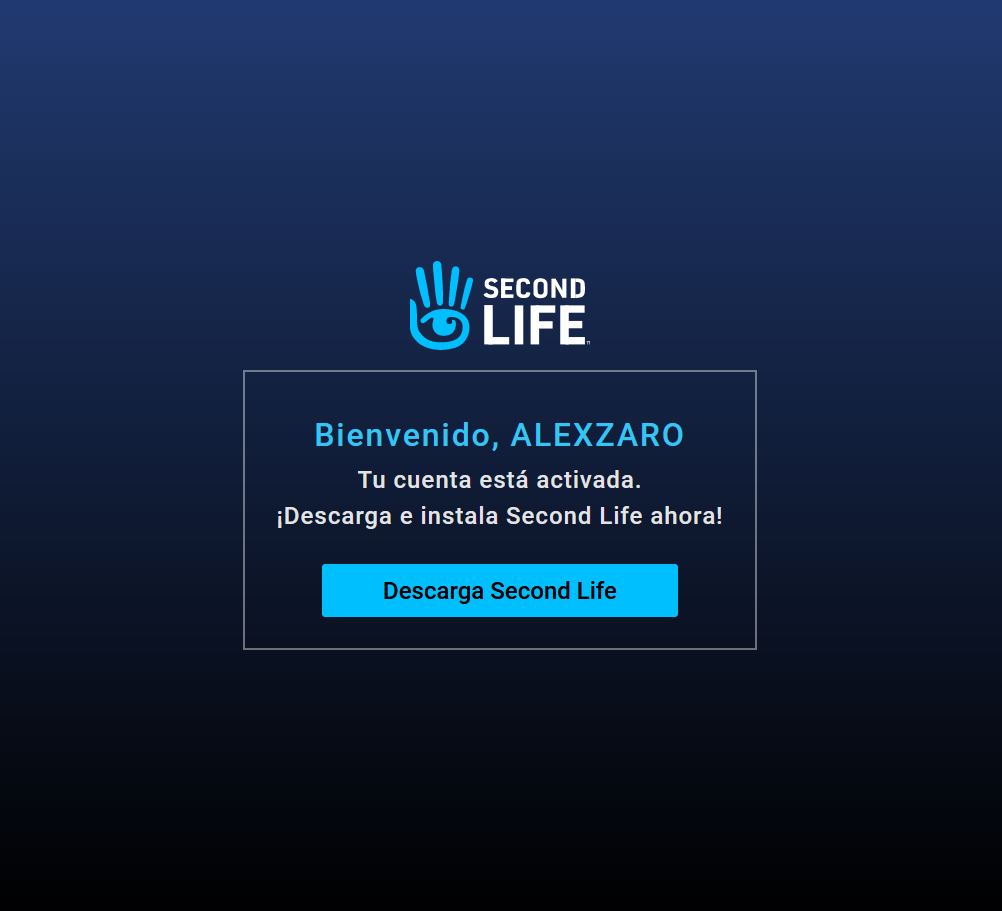 SECOND
LIFE
Bienvenido, ALEXZARO
Tu cuenta está activada.
¡Descarga e instala Second Life ahora!
Descarga Second Life